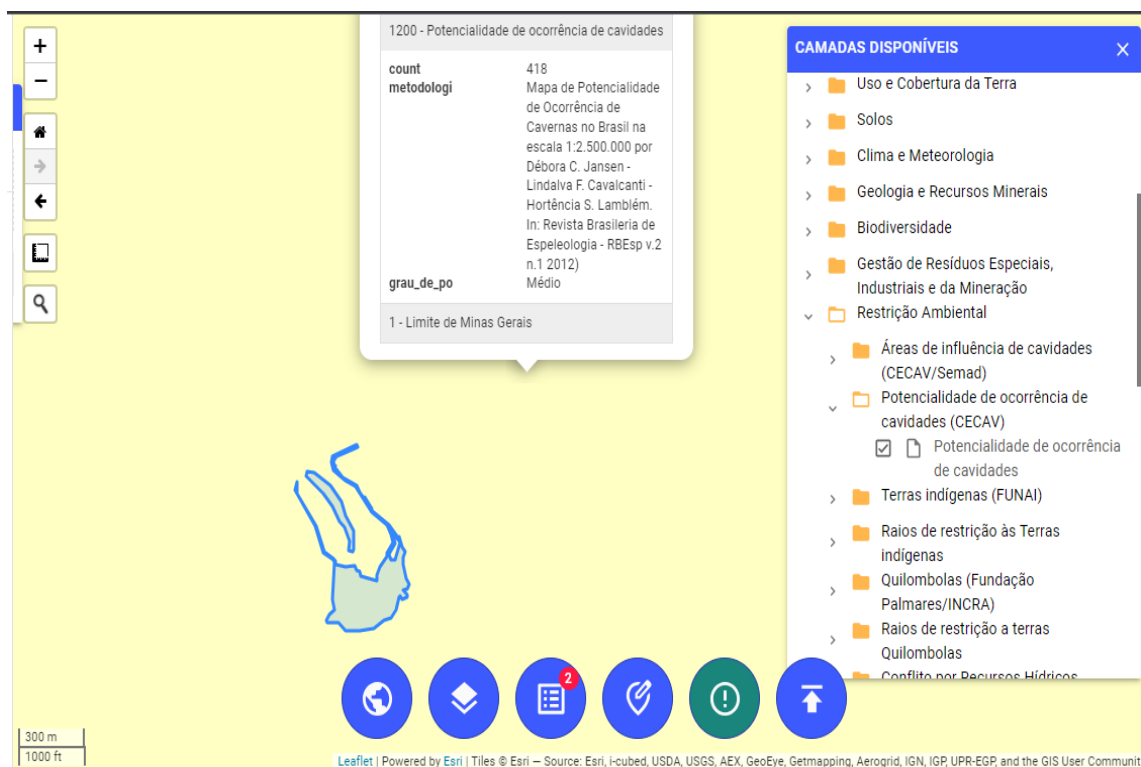 +
−
1200 - Potencialidade de ocorrência de cavidades
count 418
metodologi Mapa de Potencialidade
de Ocorrência de
Cavernas no Brasil na
escala 1:2.500.000 por
Débora C. Jansen -
Lindalva F. Cavalcanti -
Hortência S. Lamblém.
In: Revista Brasileria de
Espeleologia - RBEsp v.2
n.1 2012)
grau_de_po Médio
1 - Limite de Minas Gerais
CAMADAS DISPONÍVEIS
Uso e Cobertura da Terra
Solos
Clima e Meteorologia
Geologia e Recursos Minerais
Biodiversidade
Gestão de Resíduos Especiais,
Industriais e da Mineração
Restrição Ambiental
Áreas de influência de cavidades
(CECAV/Semad)
Potencialidade de ocorrência de
cavidades (CECAV)
Potencialidade de ocorrência
de cavidades
Terras indígenas (FUNAI)
Raios de restrição às Terras
indígenas
Quilombolas (Fundação
Palmares/INCRA)
Raios de restrição a terras
Quilombolas
Conflito por Recursos Hídricos
2
300 m
1000 ft
Leaflet | Powered by Esri | Tiles © Esri — Source: Esri, i-cubed, USDA, USGS, AEX, GeoEye, Getmapping, Aerogrid, IGN, IGP, UPR-EGP, and the GIS User Communit